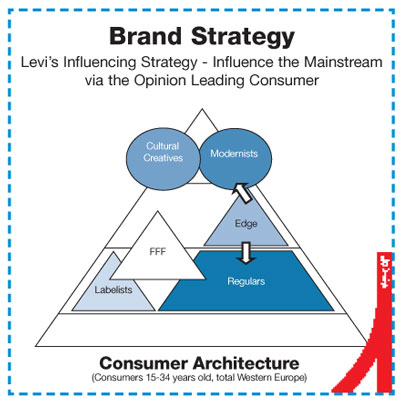 Brand Strategy
Levi's Influencing Strategy - Influence the Mainstream
via the Opinion Leading Consumer
Cultural
Creatives
Modernists
Edge
FFF
Labelists
Regulars
Consumer Architecture
(Consumers 15-34 years old, total Western Europe)